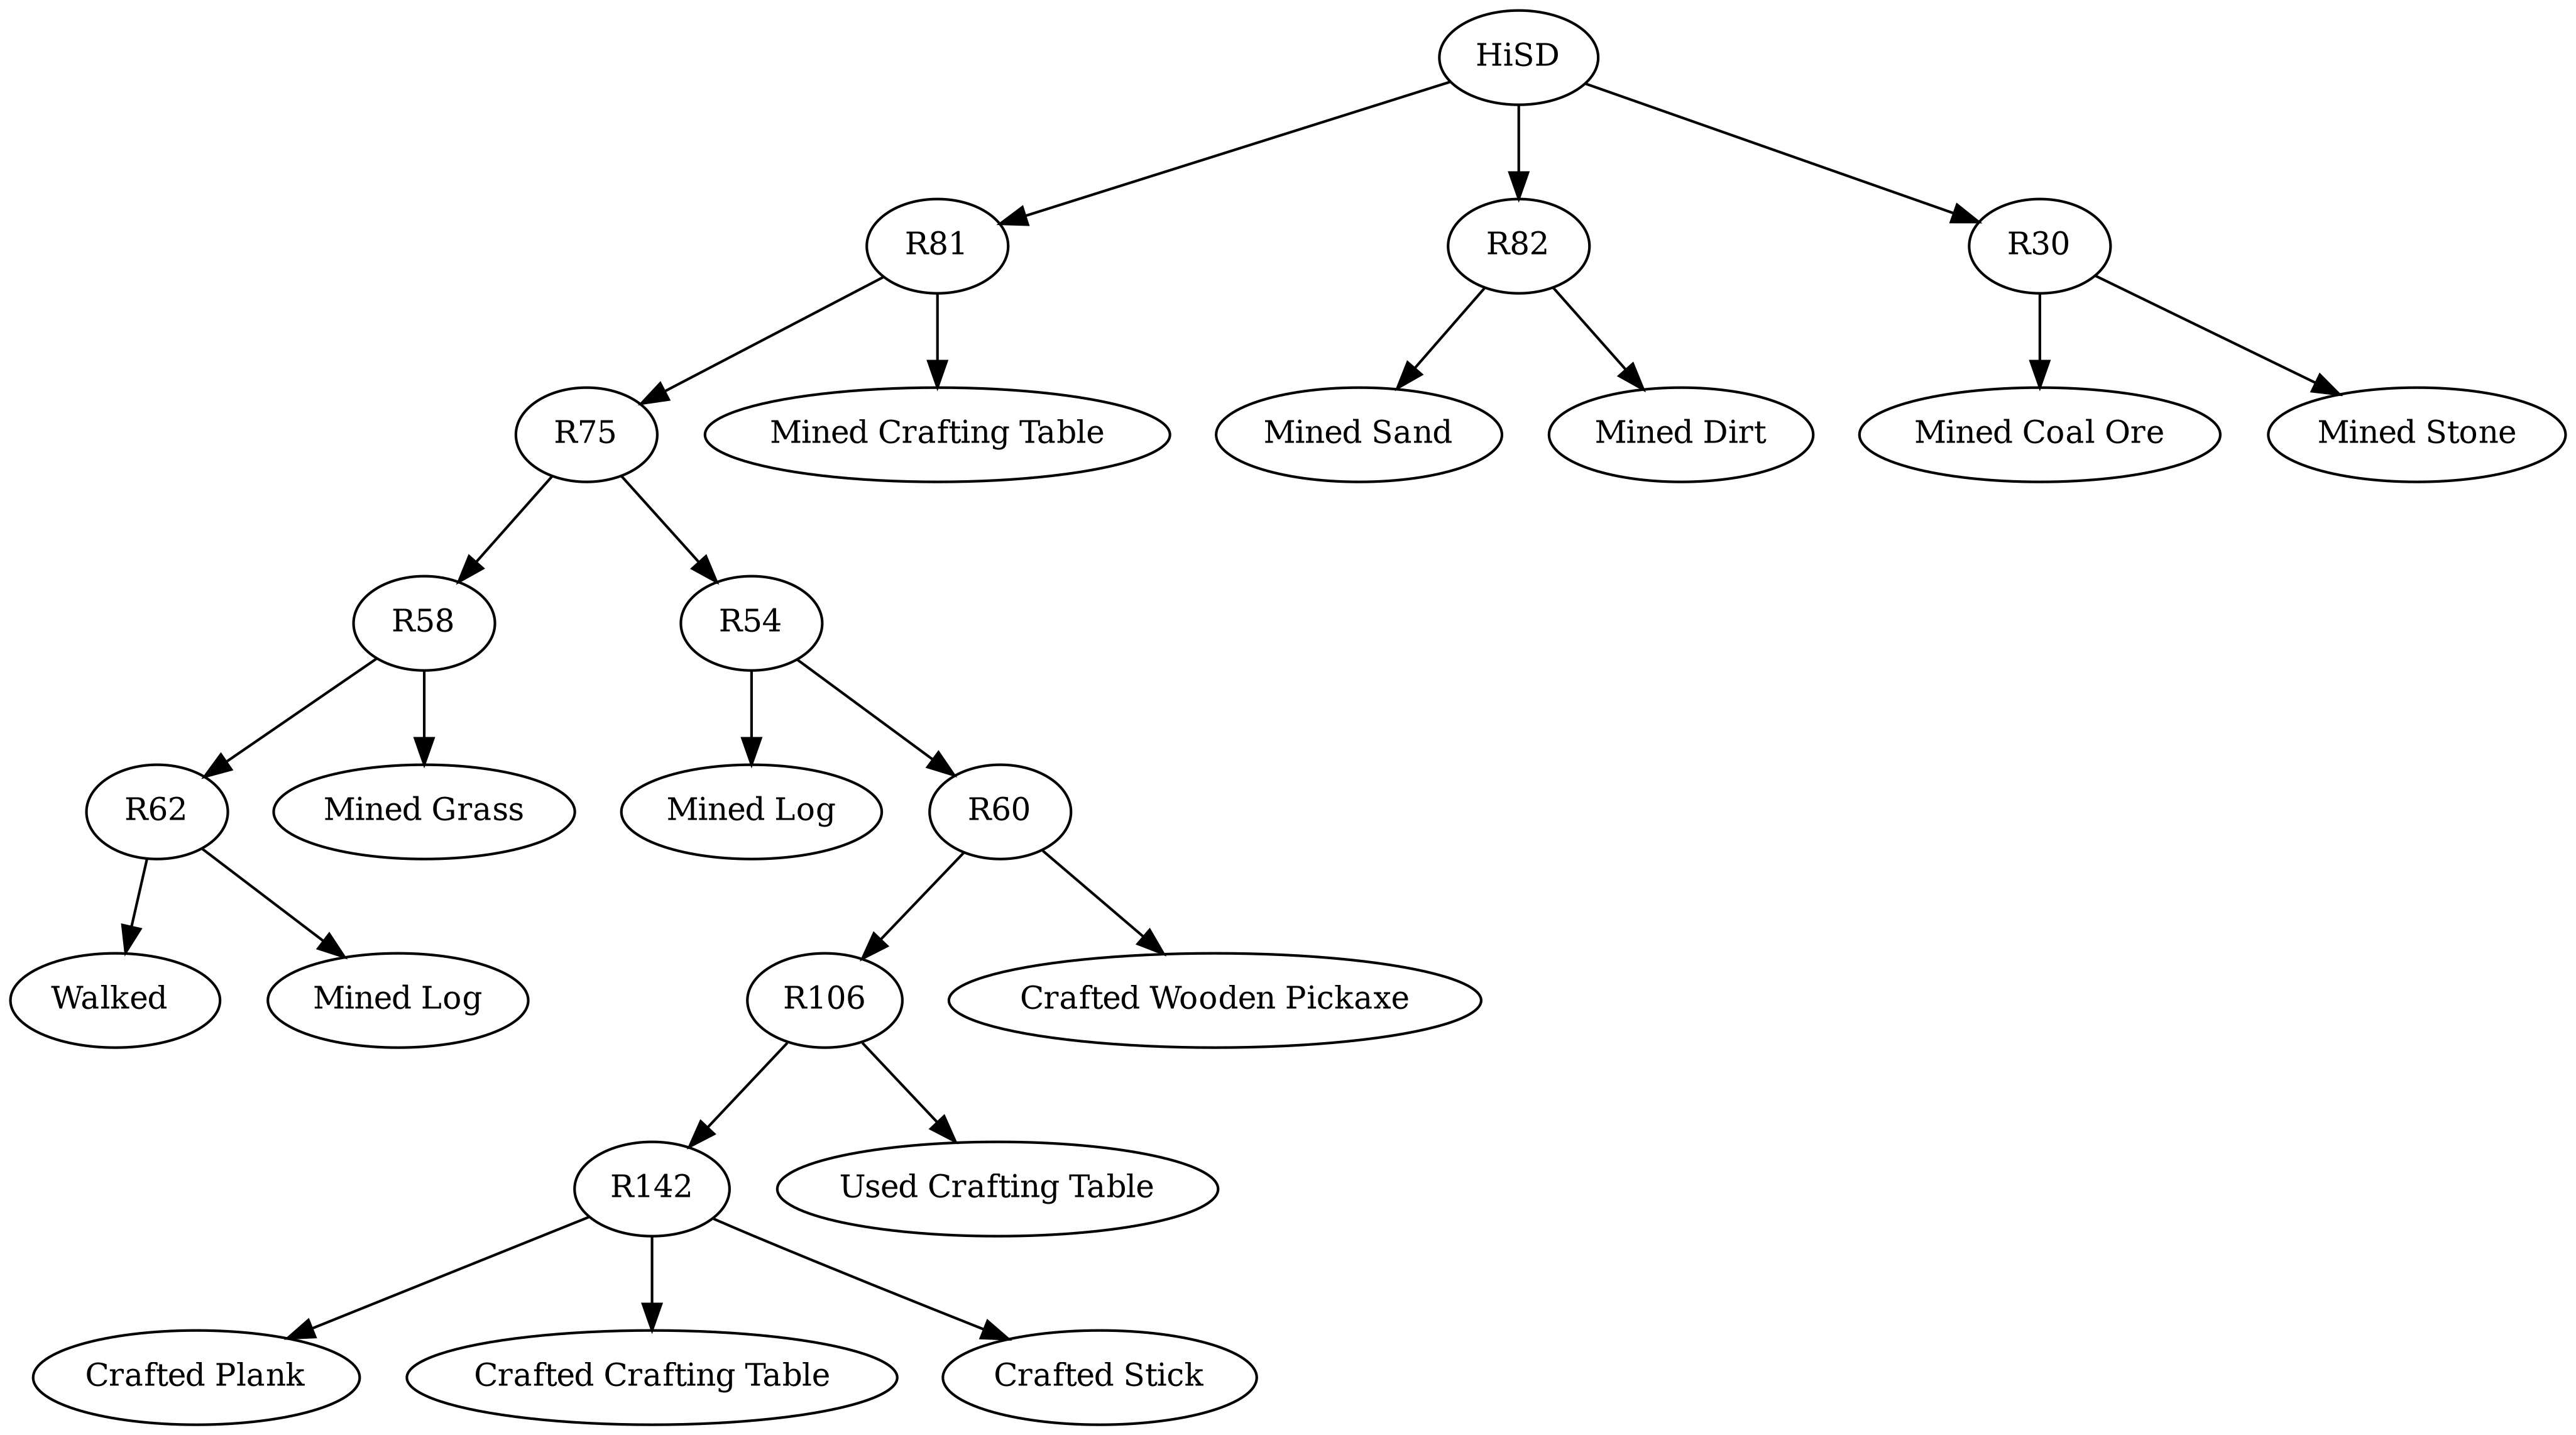 HiSD
R81
R82
R30
R75
Mined Crafting Table
Mined Sand
Mined Dirt
Mined Coal Ore
Mined Stone
R58
R54
R62
Mined Grass
Mined Log
R60
Walked
Mined Log
R106
Crafted Wooden Pickaxe
R142
Used Crafting Table
Crafted Plank
Crafted Crafting Table
Crafted Stick